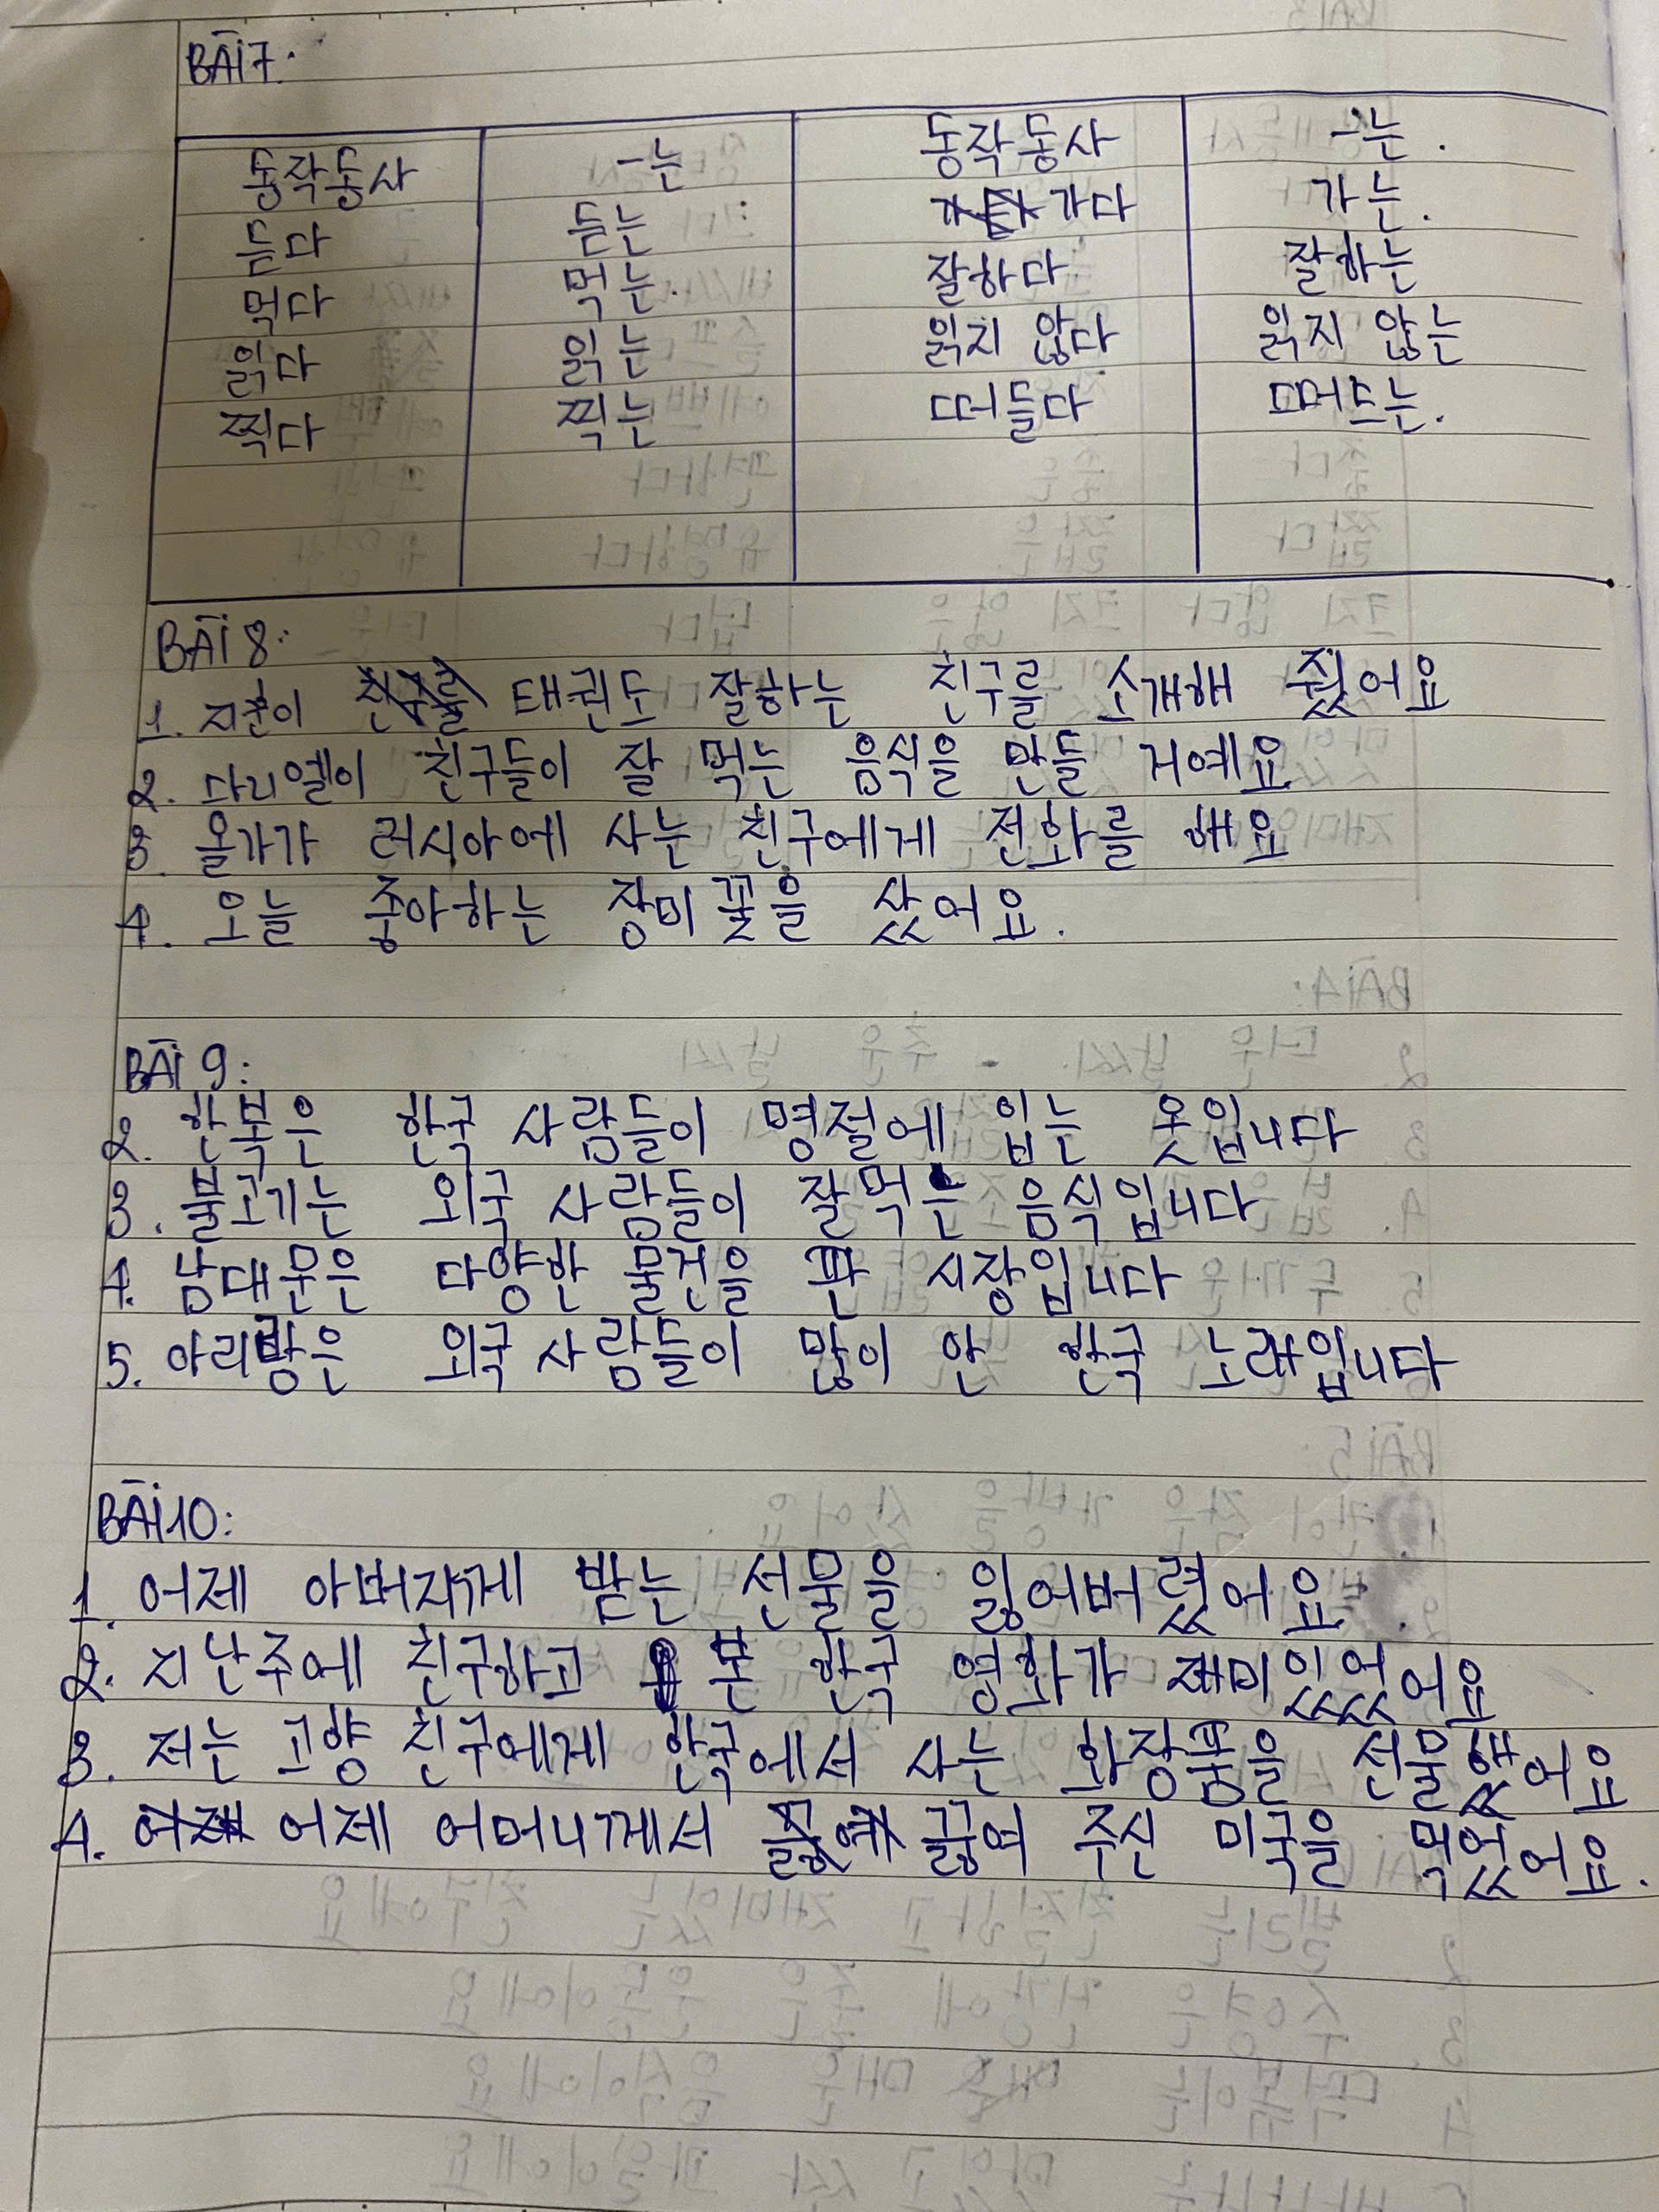 BÀI 7:
동작동사 -는 동작동사 -는.
듣다 듣는 가다 가는.
먹다 먹는. 잘하다 잘하는
읽다 읽는 읽지 않다 읽지 않는
찍다 찍는 떠들다 떠드는.
BÀI 8:
1. 지훈이 태권도 잘하는 친구를 소개해 줬어요
2. 다니엘이 친구들이 잘 먹는 음식을 만들 거예요
3. 올가가 러시아에 사는 친구에게 전화를 해요
4. 오늘 좋아하는 장미꽃을 샀어요.
BÀI 9:
2. 한복은 한국 사람들이 명절에 입는 옷입니다
3. 불고기는 외국 사람들이 잘먹는 음식입니다
4. 남대문은 다양한 물건을 판 시장입니다
5. 아리랑은 외국 사람들이 많이 안 한국 노래입니다
BÀI 10:
1. 어제 아버지께 받는 선물을 잃어버렸어요.
2. 지난주에 친구하고 본 한국 영화가 재미있었어요
3. 저는 고향 친구에게 한국에서 사는 화장품을 선물했어요
4. 어제 어머니께서 끓여 주신 미국을 먹었어요.